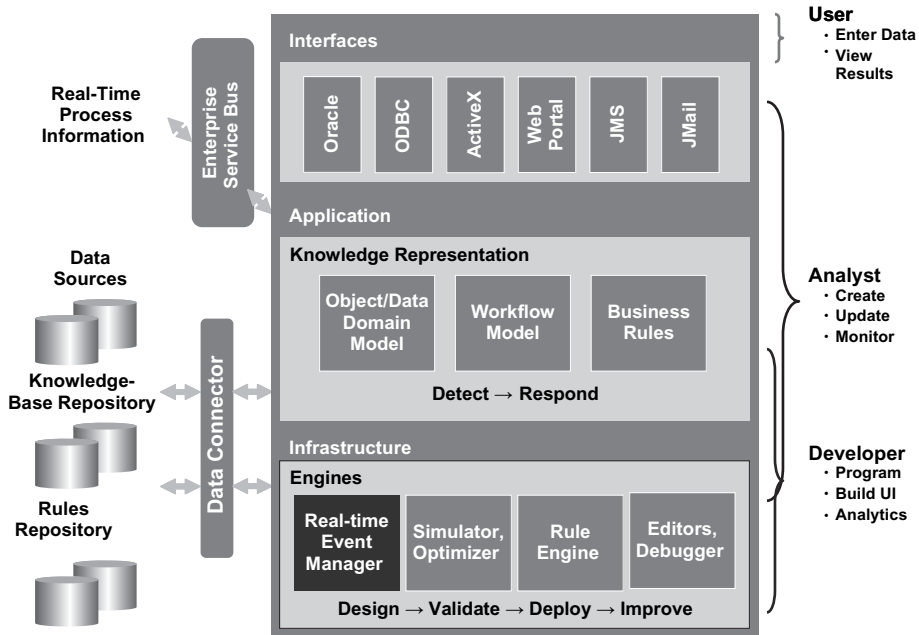 User
• Enter Data
• View
Results
Interfaces
Oracle
ODBC
ActiveX
Web
Portal
JMS
JMail
Real-Time
Process
Information
Enterprise
Service Bus
Application
Knowledge Representation
Object/Data
Domain
Model
Workflow
Model
Business
Rules
Detect → Respond
Data
Sources
Knowledge-
Base Repository
Rules
Repository
Data Connector
Analyst
• Create
• Update
• Monitor
Infrastructure
Engines
Real-time
Event
Manager
Simulator,
Optimizer
Rule
Engine
Editors,
Debugger
Design → Validate → Deploy → Improve
Developer
• Program
• Build UI
• Analytics